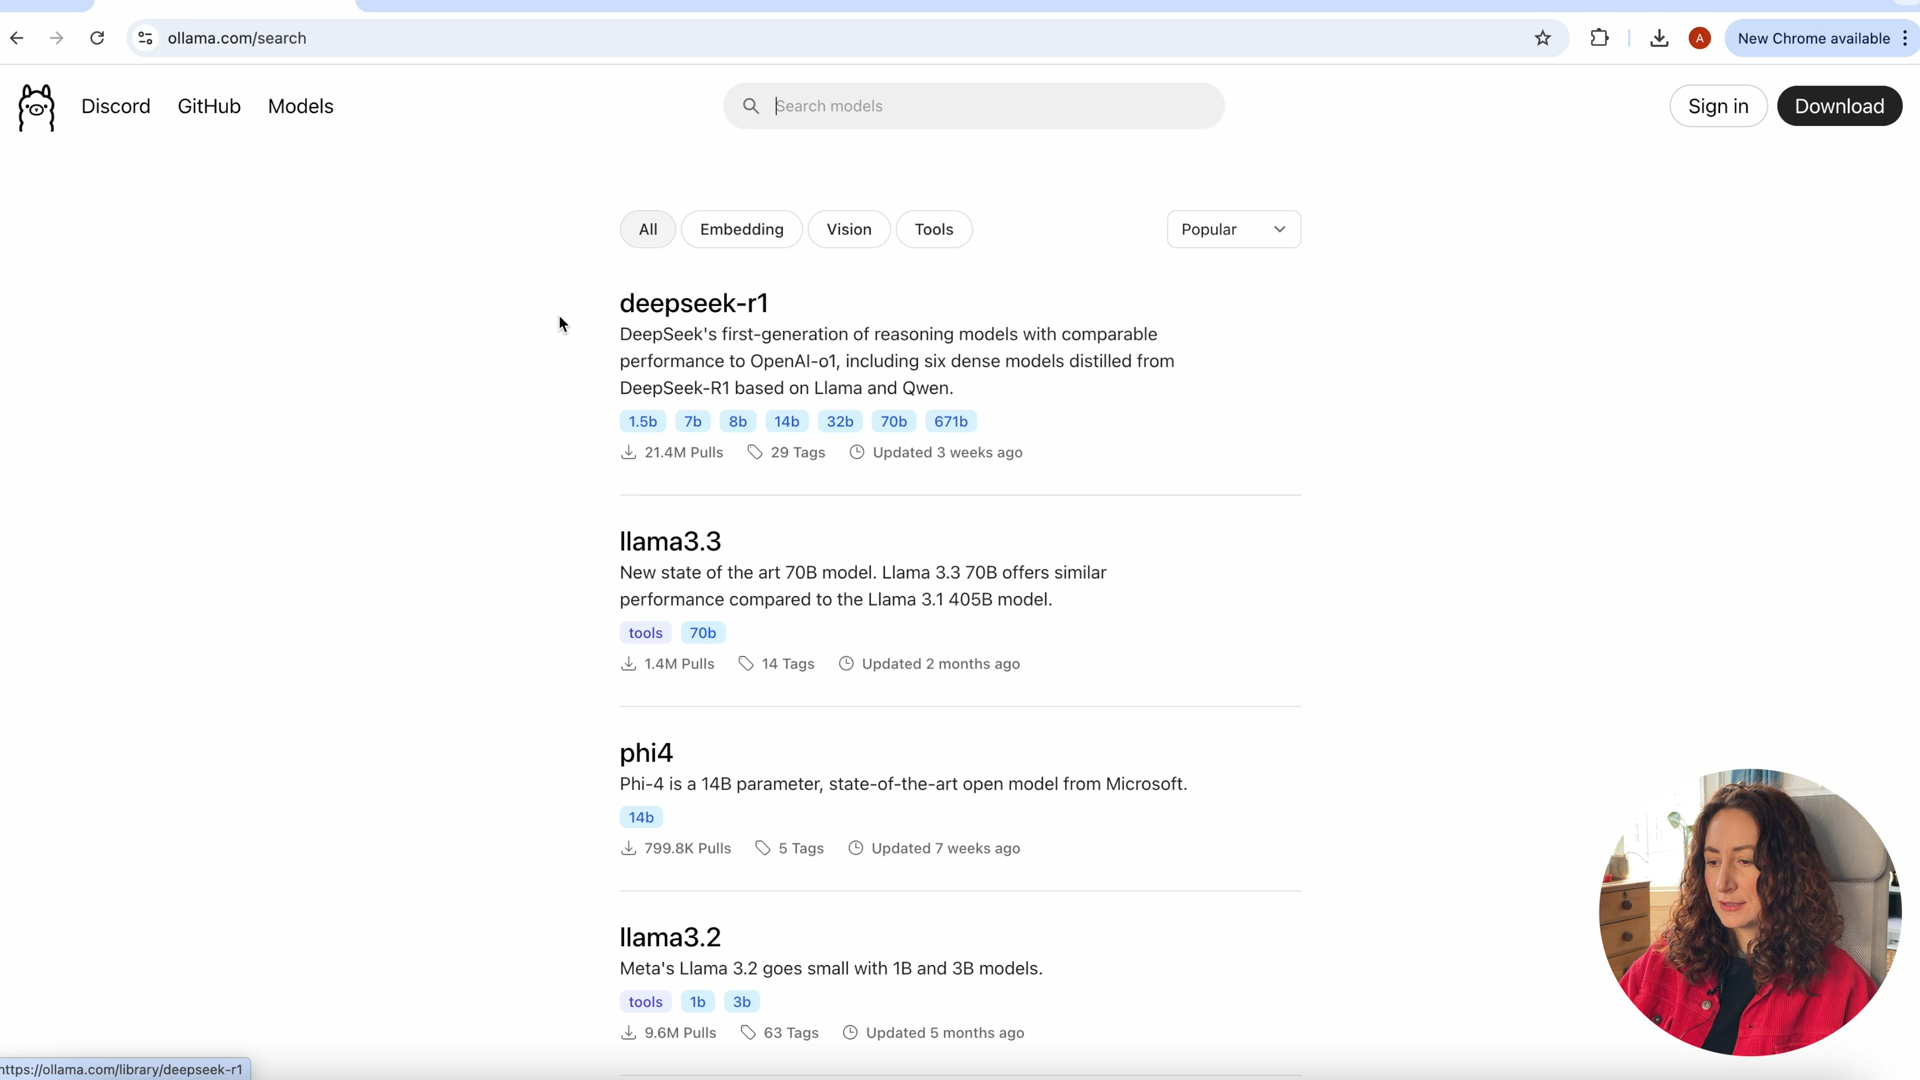 ollama.com/search
A
New Chrome available
Discord
GitHub
Models
Search models
Sign in
Download
All
Embedding
Vision
Tools
Popular
deepseek-r1
DeepSeek's first-generation of reasoning models with comparable
performance to OpenAI-o1, including six dense models distilled from
DeepSeek-R1 based on Llama and Qwen.
1.5b 7b 8b 14b 32b 70b 671b
21.4M Pulls 29 Tags Updated 3 weeks ago
llama3.3
New state of the art 70B model. Llama 3.3 70B offers similar
performance compared to the Llama 3.1 405B model.
tools 70b
1.4M Pulls 14 Tags Updated 2 months ago
phi4
Phi-4 is a 14B parameter, state-of-the-art open model from Microsoft.
14b
799.8K Pulls 5 Tags Updated 7 weeks ago
llama3.2
Meta's Llama 3.2 goes small with 1B and 3B models.
tools 1b 3b
9.6M Pulls 63 Tags Updated 5 months ago
https://ollama.com/library/deepseek-r1